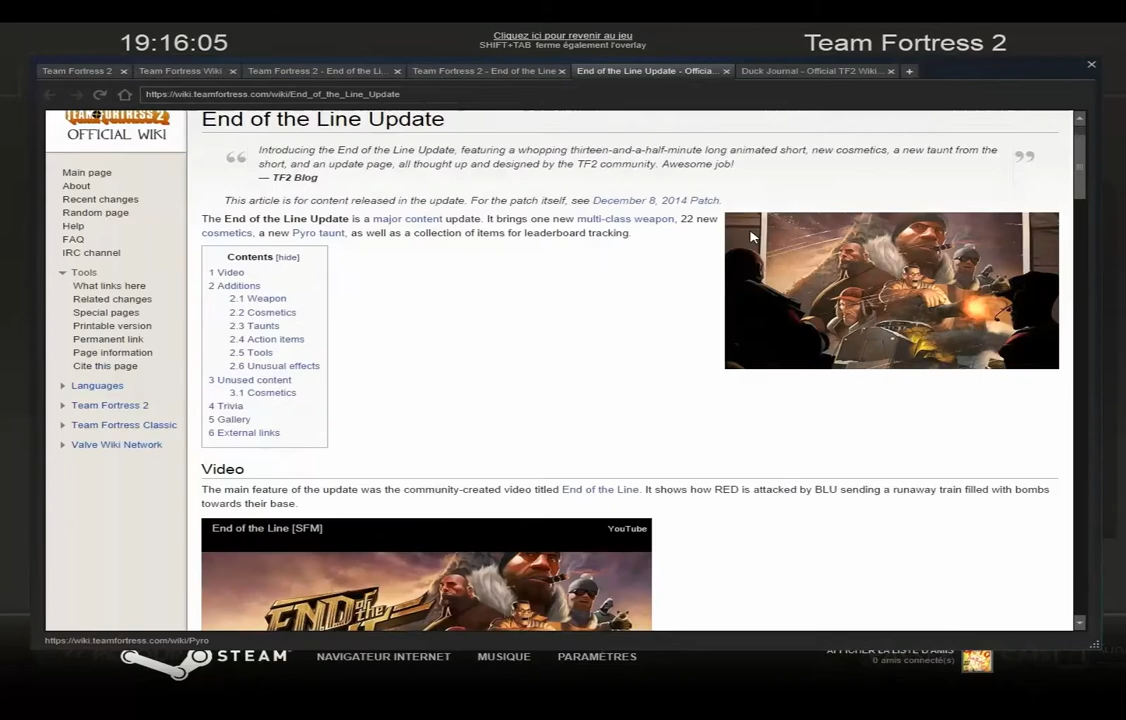 19:16:05
Cliquez ici pour revenir au jeu
SHIFT+TAB ferme également l'overlay
Team Fortress 2
Team Fortress 2 ×
Team Fortress Wiki ×
Team Fortress 2 - End of the Li... ×
Team Fortress 2 - End of the Line ×
End of the Line Update - Officia... ×
Duck Journal - Official TF2 Wiki... ×
+
https://wiki.teamfortress.com/wiki/End_of_the_Line_Update
OFFICIAL WIKI
Main page
About
Recent changes
Random page
Help
FAQ
IRC channel
Tools
What links here
Related changes
Special pages
Printable version
Permanent link
Page information
Cite this page
Languages
Team Fortress 2
Team Fortress Classic
Valve Wiki Network
End of the Line Update
Introducing the End of the Line Update, featuring a whopping thirteen-and-a-half-minute long animated short, new cosmetics, a new taunt from the
short, and an update page, all thought up and designed by the TF2 community. Awesome job!
— TF2 Blog
This article is for content released in the update. For the patch itself, see December 8, 2014 Patch.
The End of the Line Update is a major content update. It brings one new multi-class weapon, 22 new
cosmetics, a new Pyro taunt, as well as a collection of items for leaderboard tracking.
Contents [hide]
1 Video
2 Additions
2.1 Weapon
2.2 Cosmetics
2.3 Taunts
2.4 Action items
2.5 Tools
2.6 Unusual effects
3 Unused content
3.1 Cosmetics
4 Trivia
5 Gallery
6 External links
Video
The main feature of the update was the community-created video titled End of the Line. It shows how RED is attacked by BLU sending a runaway train filled with bombs
towards their base.
End of the Line [SFM]
YouTube
END OF the
https://wiki.teamfortress.com/wiki/Pyro
STEAM
NAVIGATEUR INTERNET
MUSIQUE
PARAMÈTRES
AFFICHER LA LISTE D'AMIS
0 amis connecté(s)